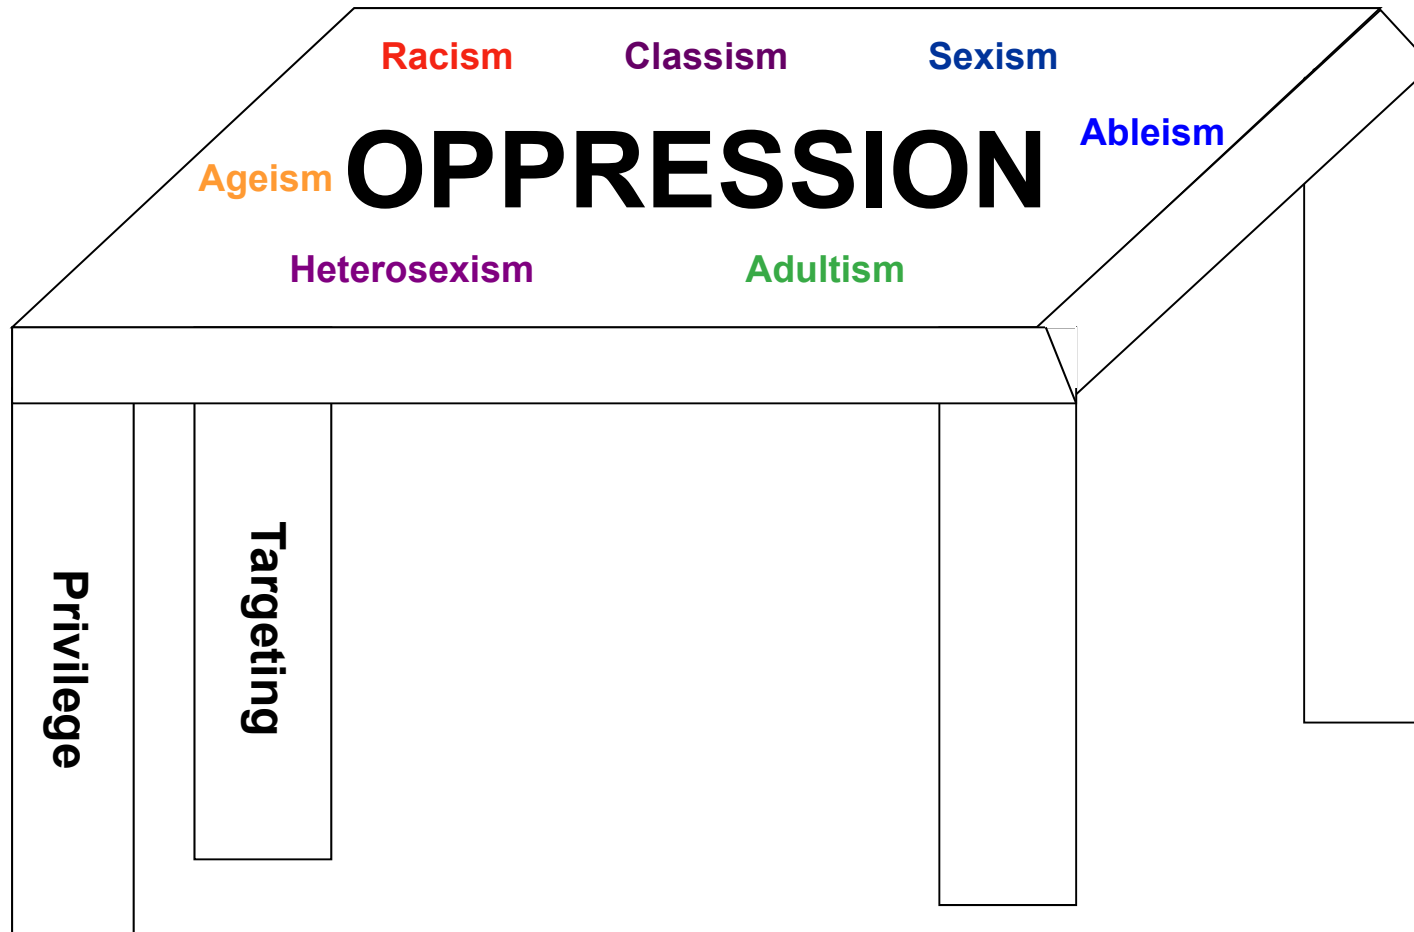 Racism Classism Sexism
Ableism
OPPRESSION
Ageism
Heterosexism Adultism
Privilege
Targeting